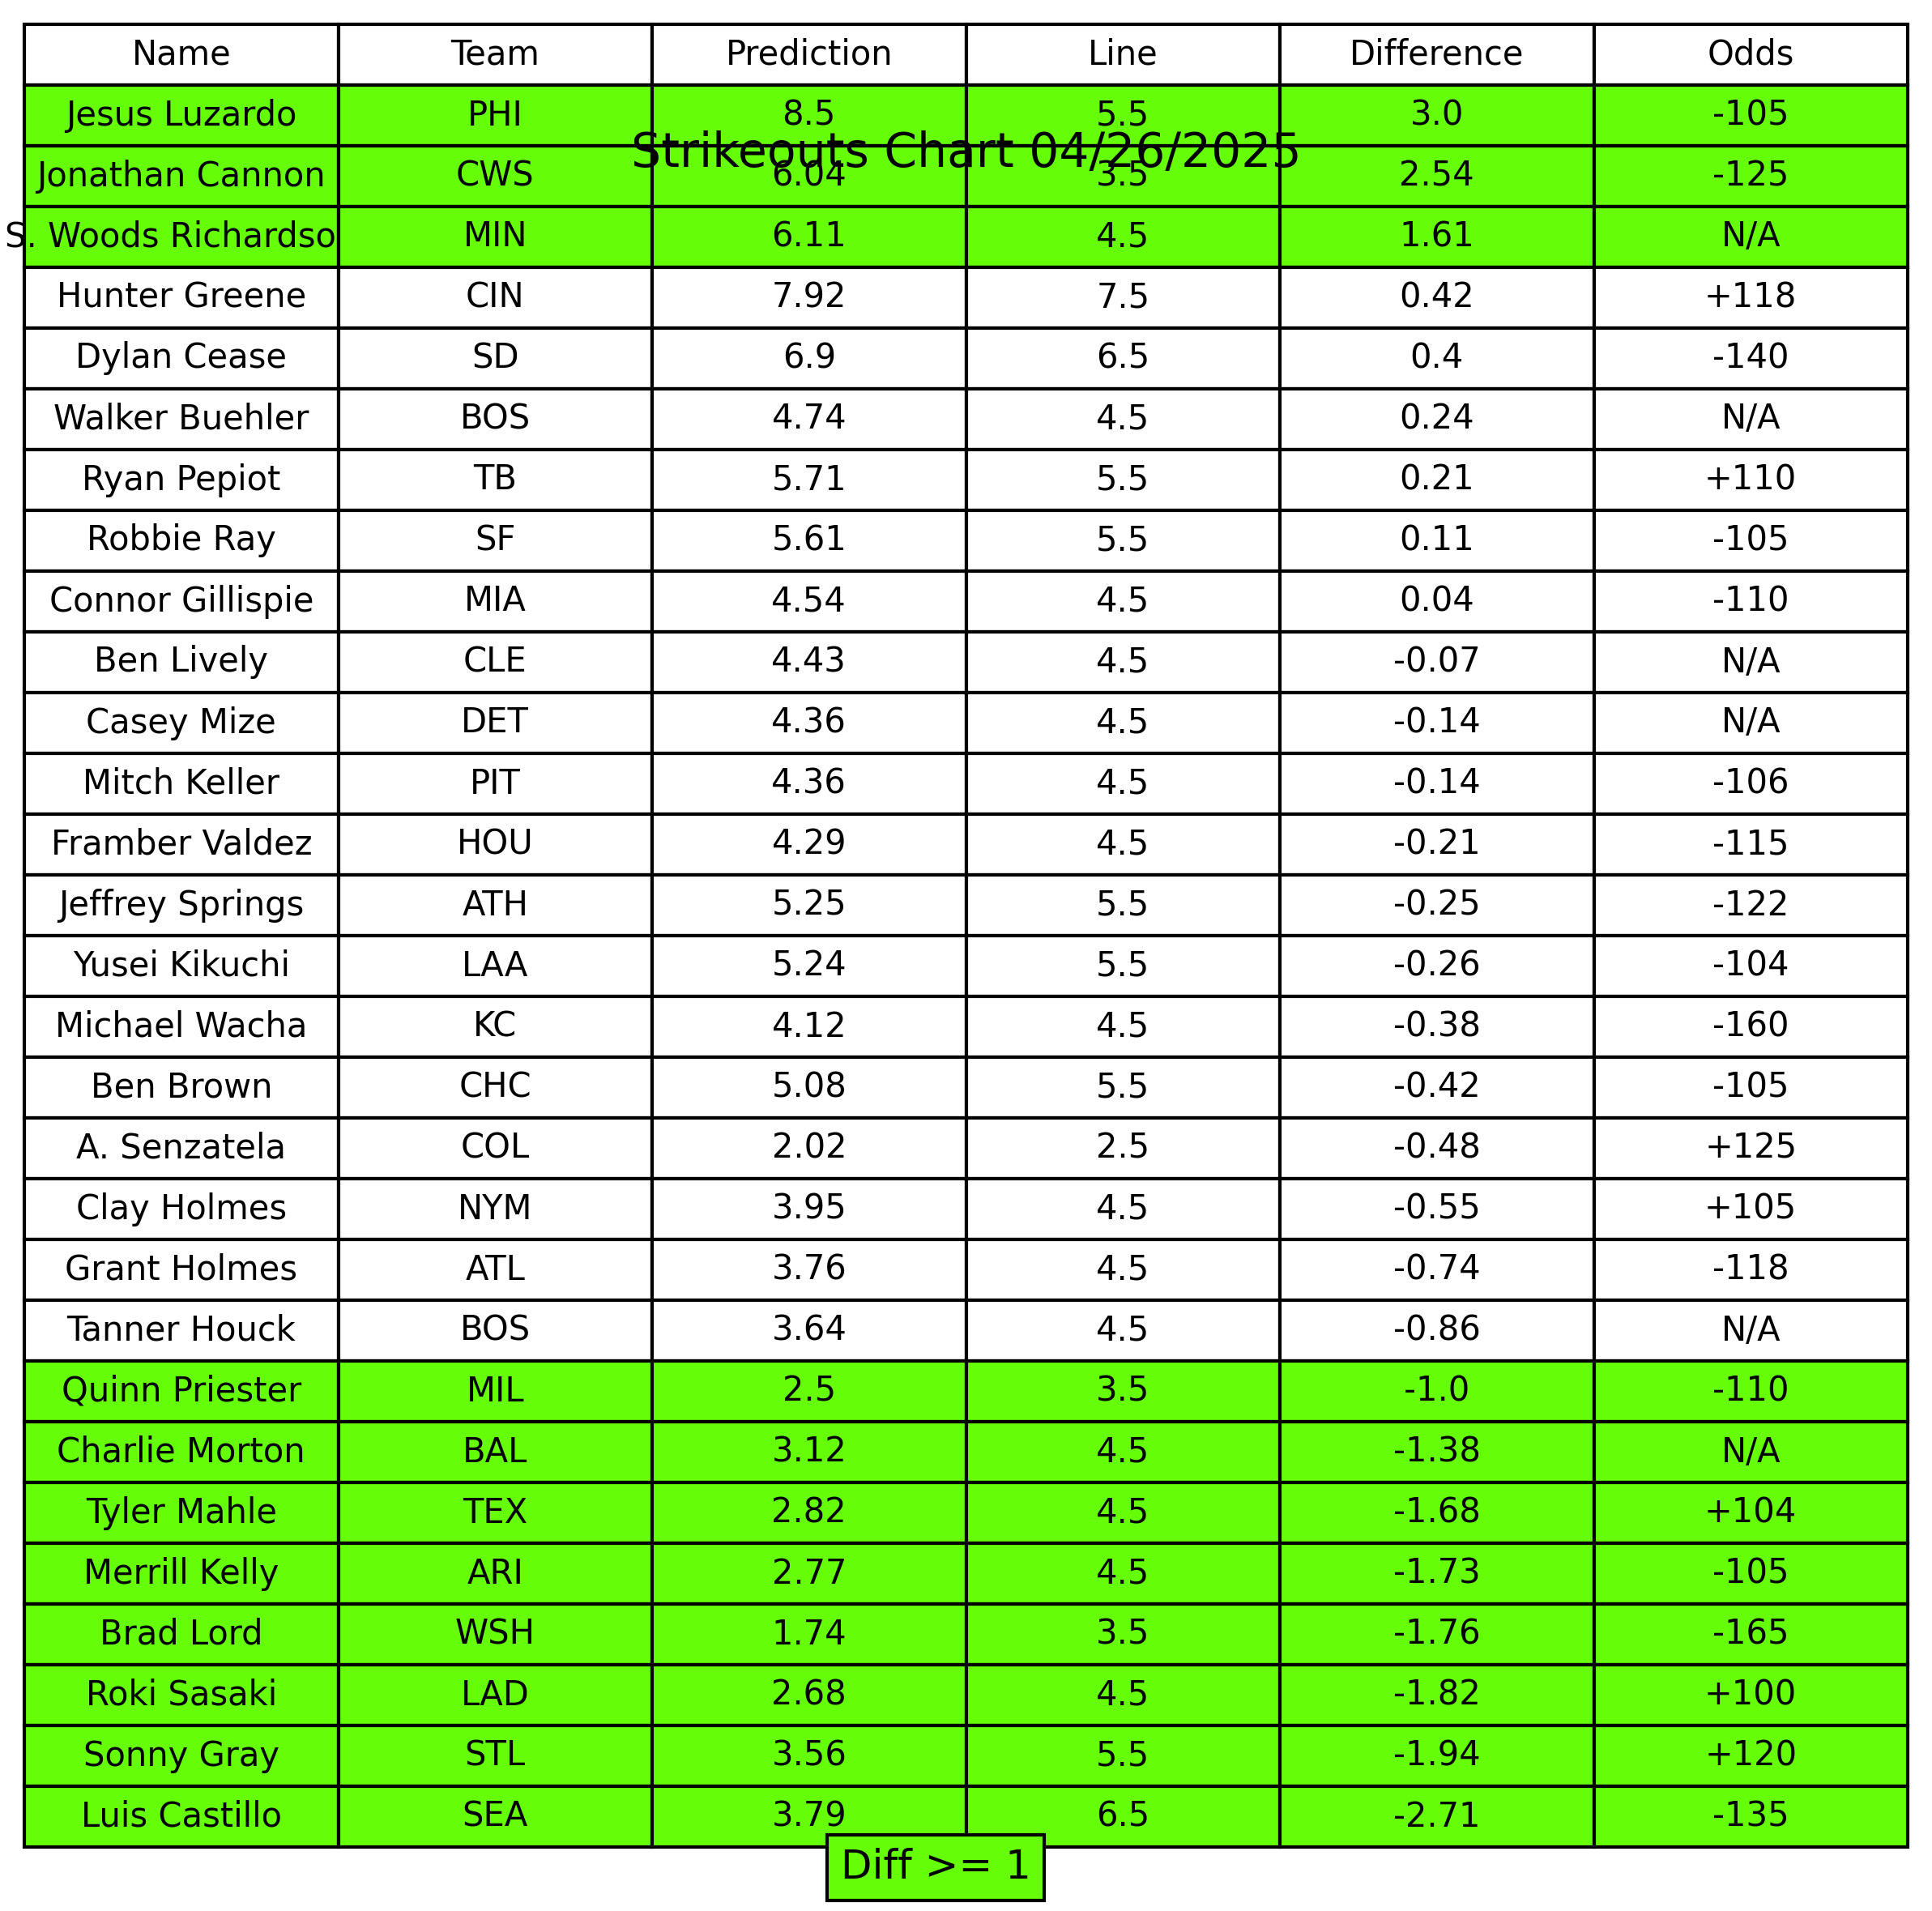 Name Team Prediction Line Difference Odds
Jesus Luzardo PHI 8.5 5.5 3.0 -105
Strikeouts Chart 04/26/2025
Jonathan Cannon CWS 6.04 3.5 2.54 -125
S. Woods Richardso MIN 6.11 4.5 1.61 N/A
Hunter Greene CIN 7.92 7.5 0.42 +118
Dylan Cease SD 6.9 6.5 0.4 -140
Walker Buehler BOS 4.74 4.5 0.24 N/A
Ryan Pepiot TB 5.71 5.5 0.21 +110
Robbie Ray SF 5.61 5.5 0.11 -105
Connor Gillispie MIA 4.54 4.5 0.04 -110
Ben Lively CLE 4.43 4.5 -0.07 N/A
Casey Mize DET 4.36 4.5 -0.14 N/A
Mitch Keller PIT 4.36 4.5 -0.14 -106
Framber Valdez HOU 4.29 4.5 -0.21 -115
Jeffrey Springs ATH 5.25 5.5 -0.25 -122
Yusei Kikuchi LAA 5.24 5.5 -0.26 -104
Michael Wacha KC 4.12 4.5 -0.38 -160
Ben Brown CHC 5.08 5.5 -0.42 -105
A. Senzatela COL 2.02 2.5 -0.48 +125
Clay Holmes NYM 3.95 4.5 -0.55 +105
Grant Holmes ATL 3.76 4.5 -0.74 -118
Tanner Houck BOS 3.64 4.5 -0.86 N/A
Quinn Priester MIL 2.5 3.5 -1.0 -110
Charlie Morton BAL 3.12 4.5 -1.38 N/A
Tyler Mahle TEX 2.82 4.5 -1.68 +104
Merrill Kelly ARI 2.77 4.5 -1.73 -105
Brad Lord WSH 1.74 3.5 -1.76 -165
Roki Sasaki LAD 2.68 4.5 -1.82 +100
Sonny Gray STL 3.56 5.5 -1.94 +120
Luis Castillo SEA 3.79 6.5 -2.71 -135
Diff >= 1